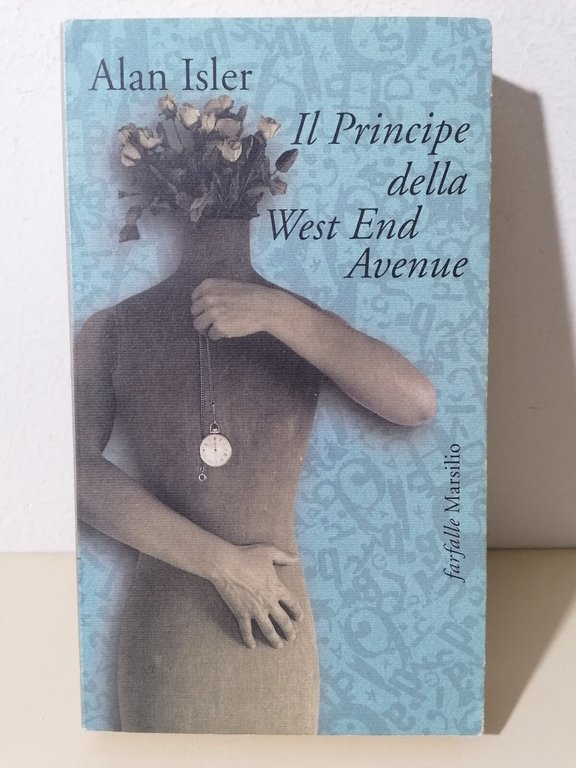 Alan Isler
Il Principe
della
West End
Avenue
farfalle Marsilio